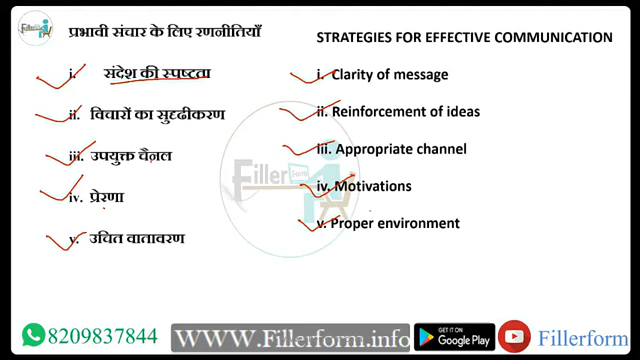 प्रभावी संचार के लिए रणनीतियाँ
i. संदेश की स्पष्टता
ii. विचारों का सुदृढीकरण
iii. उपयुक्त चैनल
iv. प्रेरणा
v. उचित वातावरण
STRATEGIES FOR EFFECTIVE COMMUNICATION
i. Clarity of message
ii. Reinforcement of ideas
iii. Appropriate channel
iv. Motivations
v. Proper environment
Filler Form
8209837844
WWW.Fillerform.info
GET IT ON
Google Play
Fillerform